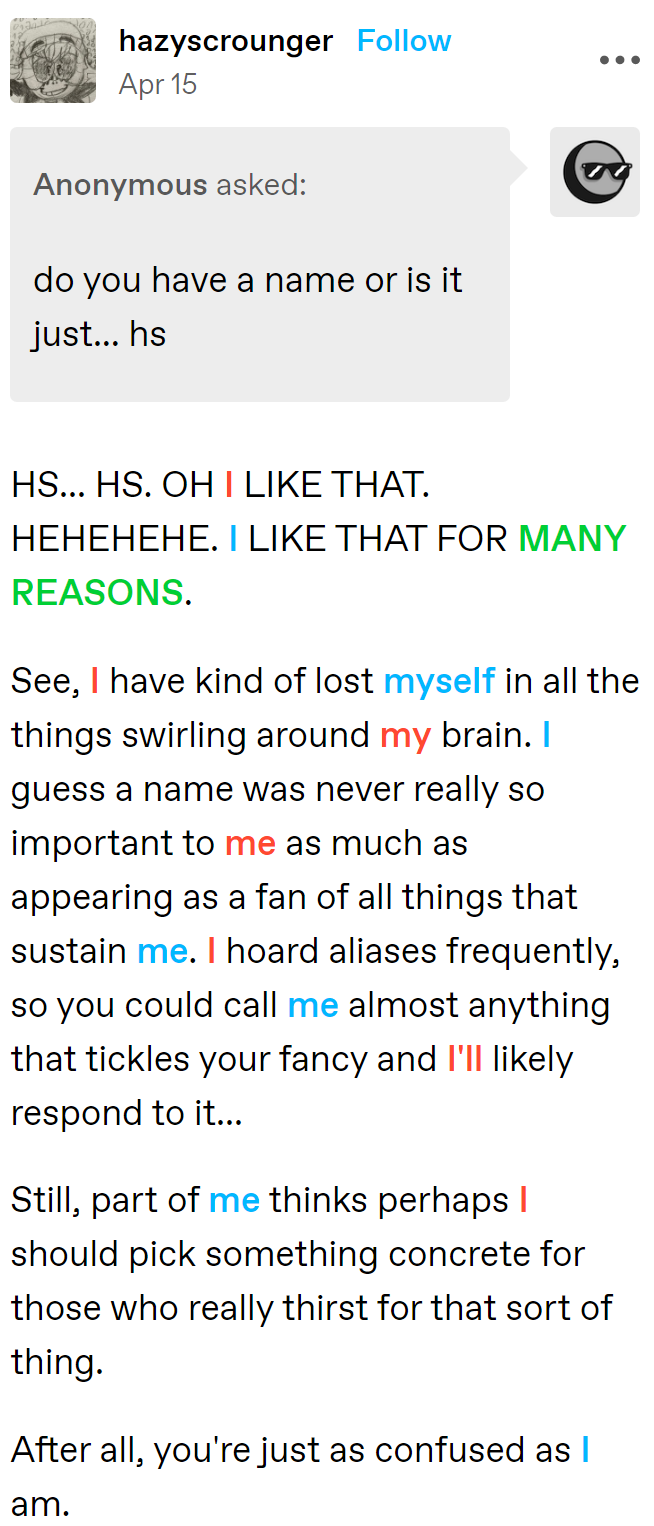 hazyscrounger Follow
Apr 15
Anonymous asked:
do you have a name or is it
just... hs
HS... HS. OH I LIKE THAT.
HEHEHEHE. I LIKE THAT FOR MANY
REASONS.
See, I have kind of lost myself in all the
things swirling around my brain. I
guess a name was never really so
important to me as much as
appearing as a fan of all things that
sustain me. I hoard aliases frequently,
so you could call me almost anything
that tickles your fancy and I'll likely
respond to it...
Still, part of me thinks perhaps I
should pick something concrete for
those who really thirst for that sort of
thing.
After all, you're just as confused as I
am.